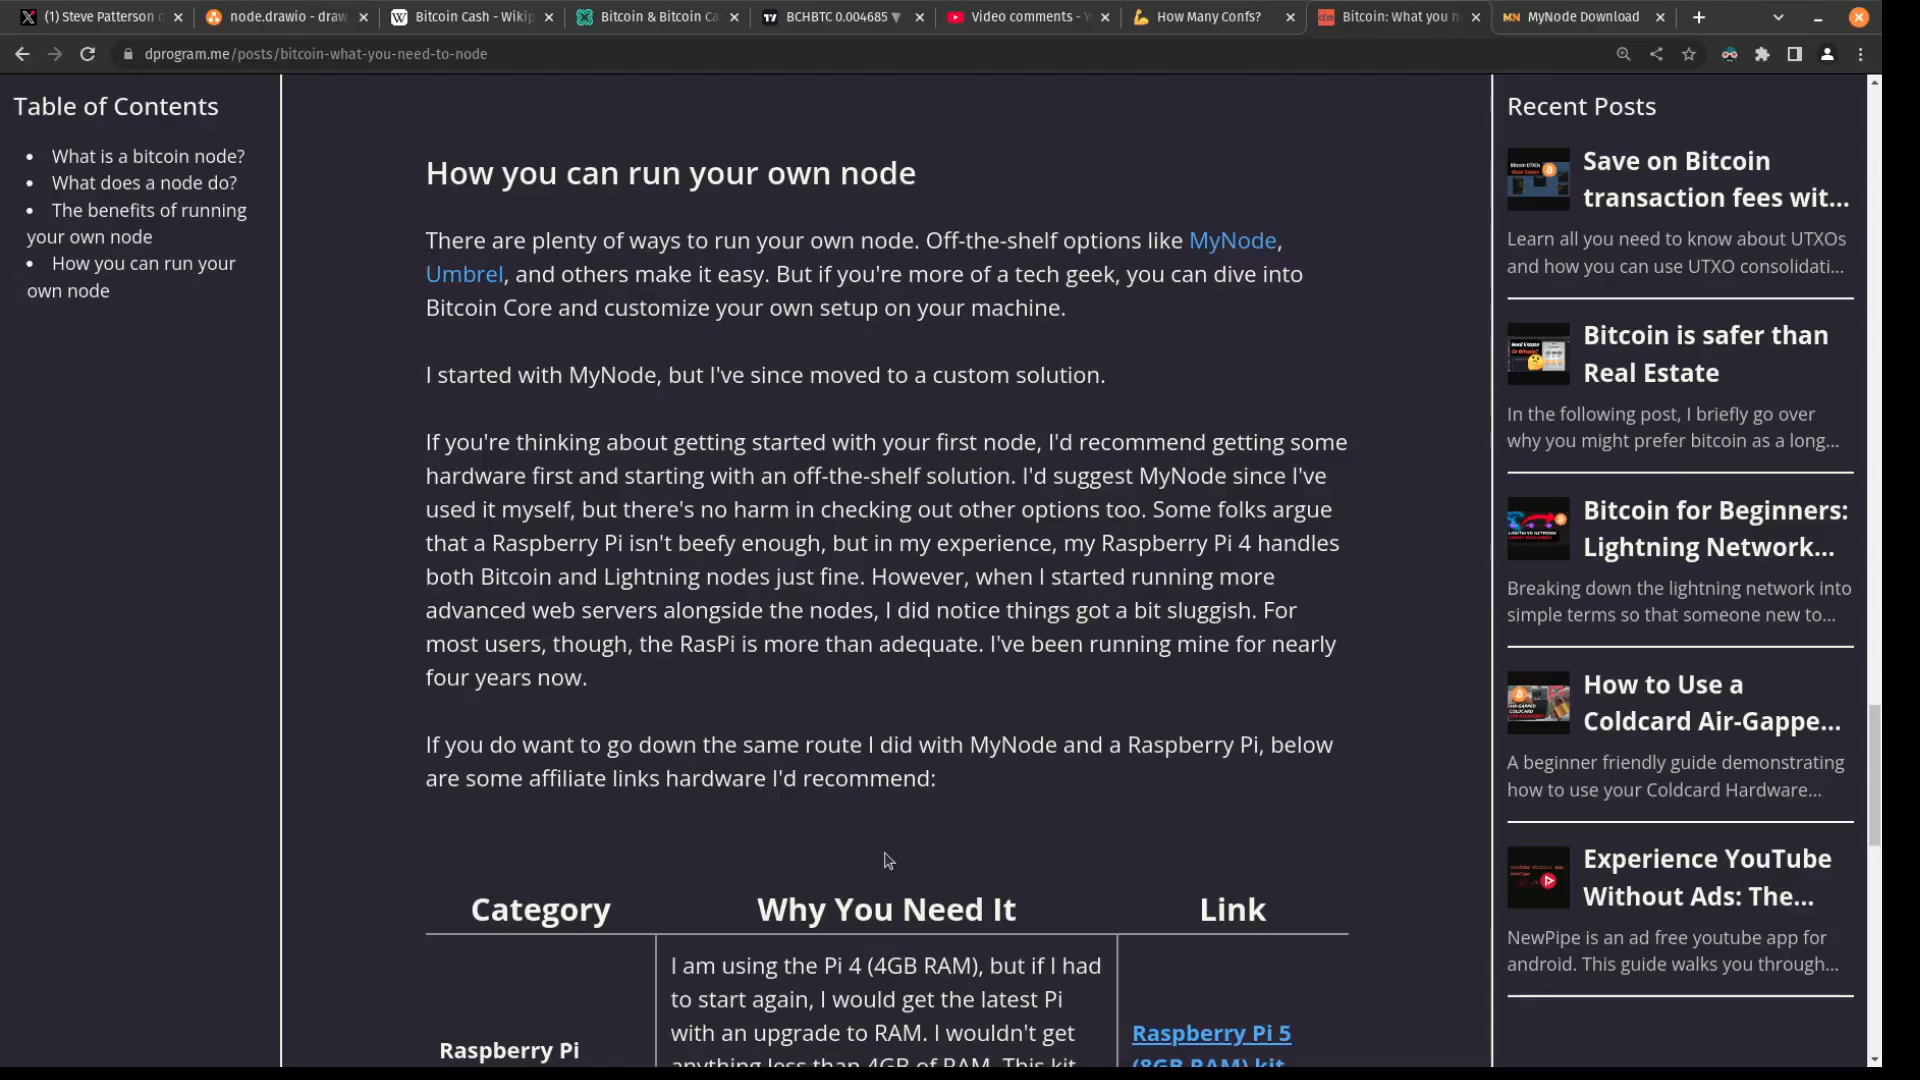 (1) Steve Patterson o
node.drawio - draw
Bitcoin Cash - Wikip
Bitcoin & Bitcoin Ca
BCHBTC 0.004685 ▼
Video comments - Y
How Many Confs?
Bitcoin: What you n
MyNode Download
dprogram.me/posts/bitcoin-what-you-need-to-node
Table of Contents
• What is a bitcoin node?
• What does a node do?
• The benefits of running
your own node
• How you can run your
own node
How you can run your own node
There are plenty of ways to run your own node. Off-the-shelf options like MyNode,
Umbrel, and others make it easy. But if you're more of a tech geek, you can dive into
Bitcoin Core and customize your own setup on your machine.
I started with MyNode, but I've since moved to a custom solution.
If you're thinking about getting started with your first node, I'd recommend getting some
hardware first and starting with an off-the-shelf solution. I'd suggest MyNode since I've
used it myself, but there's no harm in checking out other options too. Some folks argue
that a Raspberry Pi isn't beefy enough, but in my experience, my Raspberry Pi 4 handles
both Bitcoin and Lightning nodes just fine. However, when I started running more
advanced web servers alongside the nodes, I did notice things got a bit sluggish. For
most users, though, the RasPi is more than adequate. I've been running mine for nearly
four years now.
If you do want to go down the same route I did with MyNode and a Raspberry Pi, below
are some affiliate links hardware I'd recommend:
Category
Why You Need It
Link
Raspberry Pi
I am using the Pi 4 (4GB RAM), but if I had
to start again, I would get the latest Pi
with an upgrade to RAM. I wouldn't get
anything less than 4GB of RAM. This kit
Raspberry Pi 5
(8GB RAM) kit
Recent Posts
Save on Bitcoin
transaction fees wit...
Learn all you need to know about UTXOs
and how you can use UTXO consolidati...
Bitcoin is safer than
Real Estate
In the following post, I briefly go over
why you might prefer bitcoin as a long...
Bitcoin for Beginners:
Lightning Network...
Breaking down the lightning network into
simple terms so that someone new to...
How to Use a
Coldcard Air-Gappe...
A beginner friendly guide demonstrating
how to use your Coldcard Hardware...
Experience YouTube
Without Ads: The...
NewPipe is an ad free youtube app for
android. This guide walks you through...